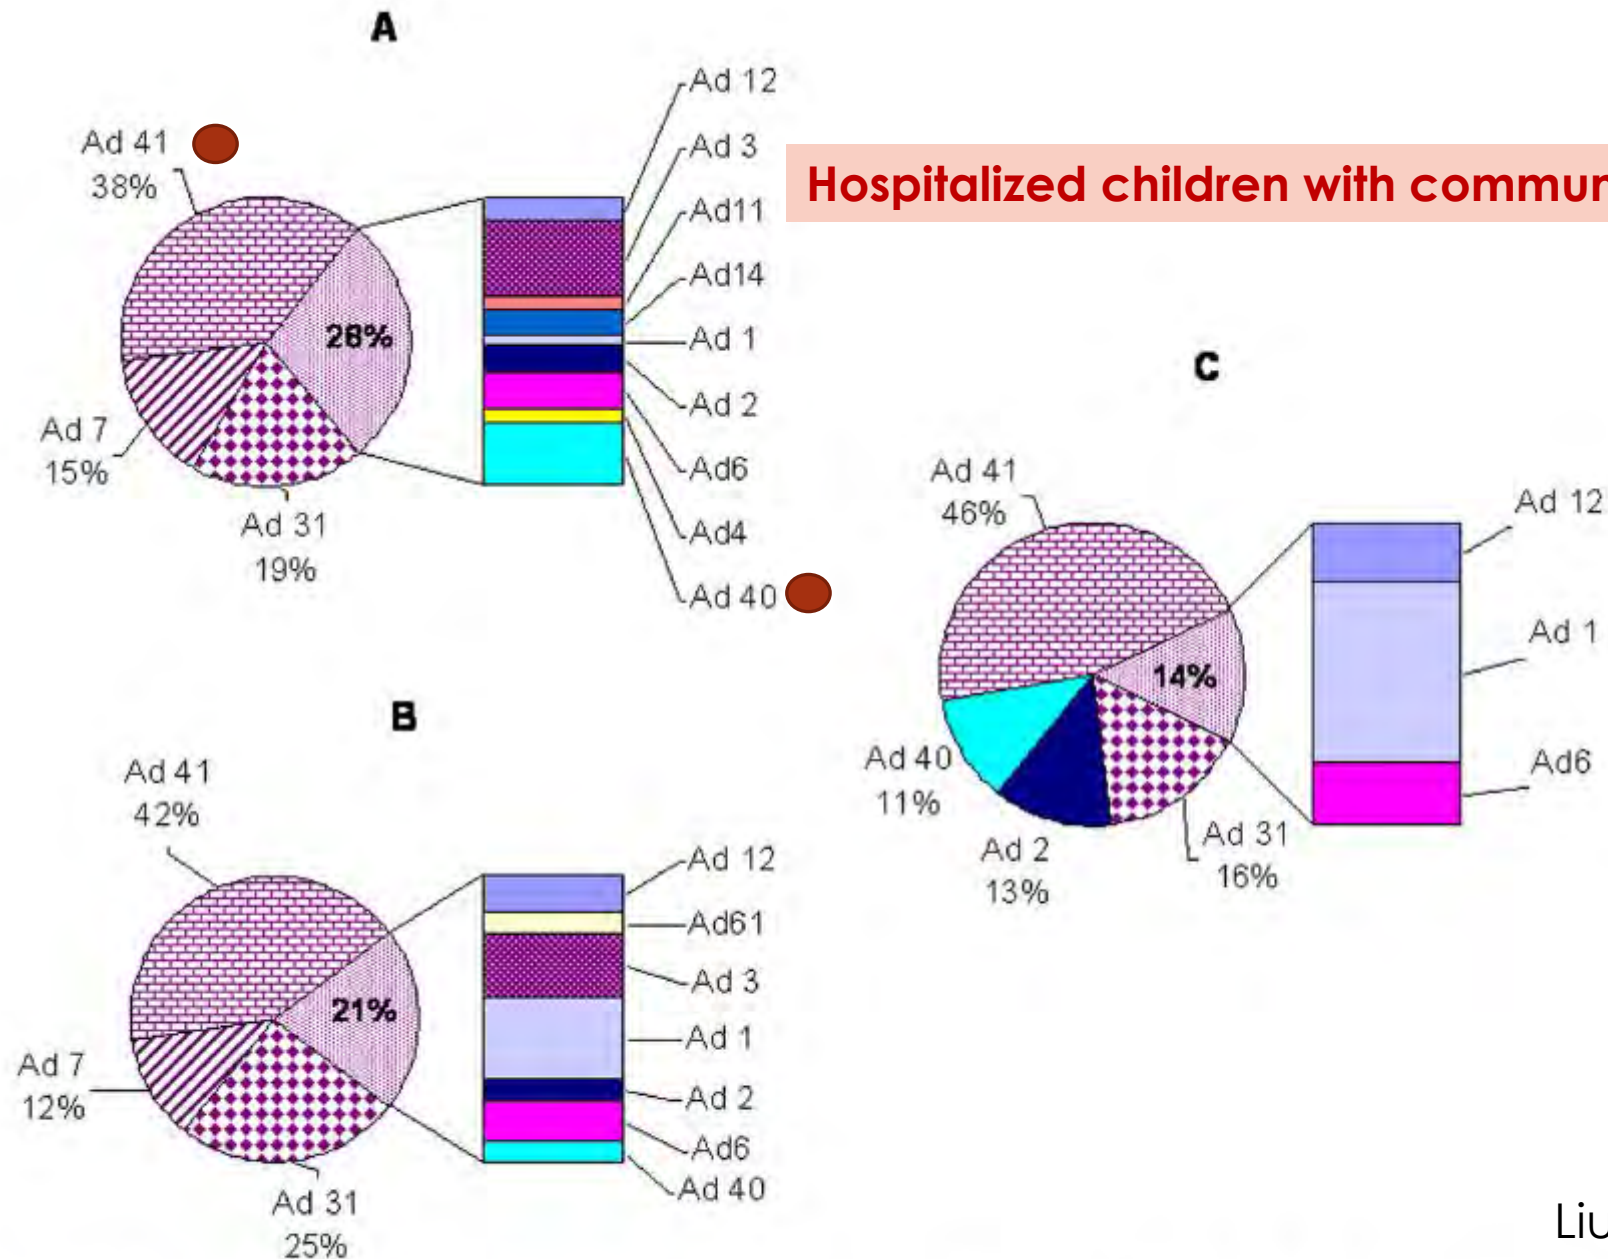 A
Ad 41
38%
28%
Ad 7
15%
Ad 31
19%
Ad 12
Ad 3
Ad11
Ad14
Ad 1
Ad 2
Ad6
Ad4
Ad 40
Hospitalized children with commun
B
Ad 41
42%
21%
Ad 7
12%
Ad 31
25%
Ad 12
Ad61
Ad 3
Ad 1
Ad 2
Ad6
Ad 40
C
Ad 41
46%
14%
Ad 40
11%
Ad 2
13%
Ad 31
16%
Ad 12
Ad 1
Ad6
Liu